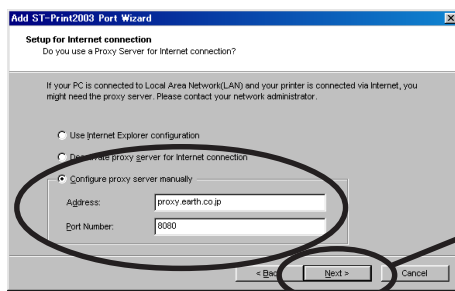 Add ST-Print2003 Port Wizard
Setup for Internet connection
Do you use a Proxy Server for Internet connection?
If your PC is connected to Local Area Network(LAN) and your printer is connected via Internet, you
might need the proxy server. Please contact your network administrator.
Use Internet Explorer configuration
Deactivate proxy server for Internet connection
Configure proxy server manually
Address: proxy.earth.co.jp
Port Number: 8080
< Back Next > Cancel